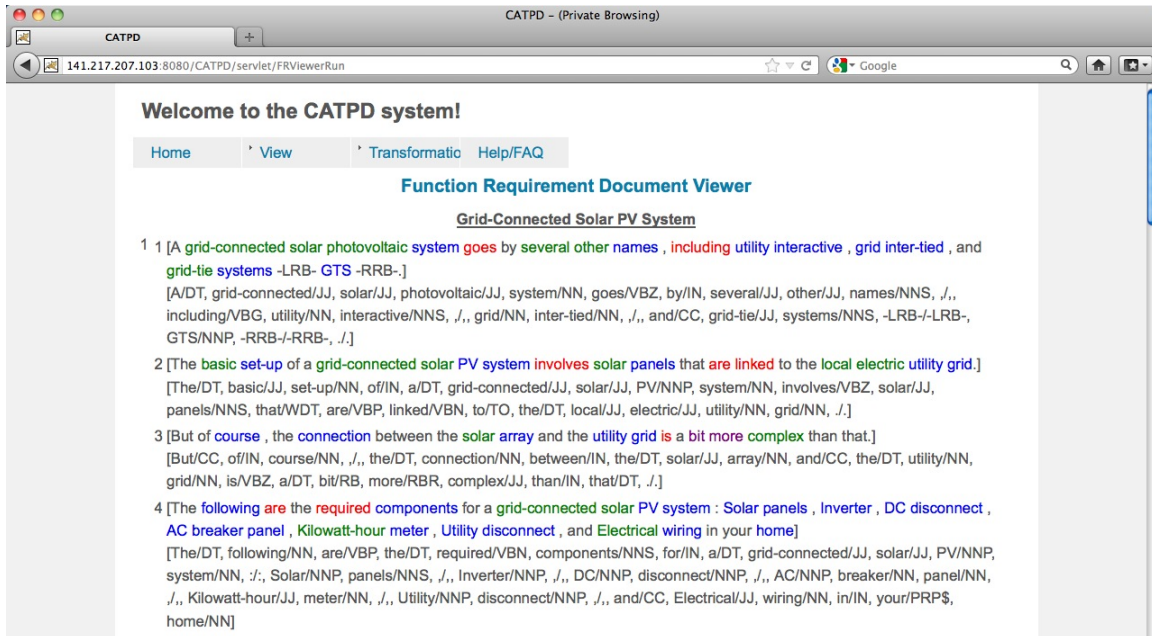 CATPD – (Private Browsing)
CATPD
141.217.207.103:8080/CATPD/servlet/FRViewerRun
Google
Welcome to the CATPD system!
Home View Transformatio Help/FAQ
Function Requirement Document Viewer
Grid-Connected Solar PV System
1 1 [A grid-connected solar photovoltaic system goes by several other names , including utility interactive , grid inter-tied , and
grid-tie systems -LRB- GTS -RRB-.]
[A/DT, grid-connected/JJ, solar/JJ, photovoltaic/JJ, system/NN, goes/VBZ, by/IN, several/JJ, other/JJ, names/NNS, ,/,,
including/VBG, utility/NN, interactive/NNS, ,/,, grid/NN, inter-tied/NN, ,/,, and/CC, grid-tie/JJ, systems/NNS, -LRB-/-LRB-,
GTS/NNP, -RRB-/-RRB-, ./.]
2 [The basic set-up of a grid-connected solar PV system involves solar panels that are linked to the local electric utility grid.]
[The/DT, basic/JJ, set-up/NN, of/IN, a/DT, grid-connected/JJ, solar/JJ, PV/NNP, system/NN, involves/VBZ, solar/JJ,
panels/NNS, that/WDT, are/VBP, linked/VBN, to/TO, the/DT, local/JJ, electric/JJ, utility/NN, grid/NN, ./.]
3 [But of course , the connection between the solar array and the utility grid is a bit more complex than that.]
[But/CC, of/IN, course/NN, ,/,, the/DT, connection/NN, between/IN, the/DT, solar/JJ, array/NN, and/CC, the/DT, utility/NN,
grid/NN, is/VBZ, a/DT, bit/RB, more/RBR, complex/JJ, than/IN, that/DT, ./.]
4 [The following are the required components for a grid-connected solar PV system : Solar panels , Inverter , DC disconnect ,
AC breaker panel , Kilowatt-hour meter , Utility disconnect , and Electrical wiring in your home]
[The/DT, following/NN, are/VBP, the/DT, required/VBN, components/NNS, for/IN, a/DT, grid-connected/JJ, solar/JJ, PV/NNP,
system/NN, :/:, Solar/NNP, panels/NNS, ,/,, Inverter/NNP, ,/,, DC/NNP, disconnect/NNP, ,/,, AC/NNP, breaker/NN, panel/NN,
,/,, Kilowatt-hour/JJ, meter/NN, ,/,, Utility/NNP, disconnect/NNP, ,/,, and/CC, Electrical/JJ, wiring/NN, in/IN, your/PRP$,
home/NN]